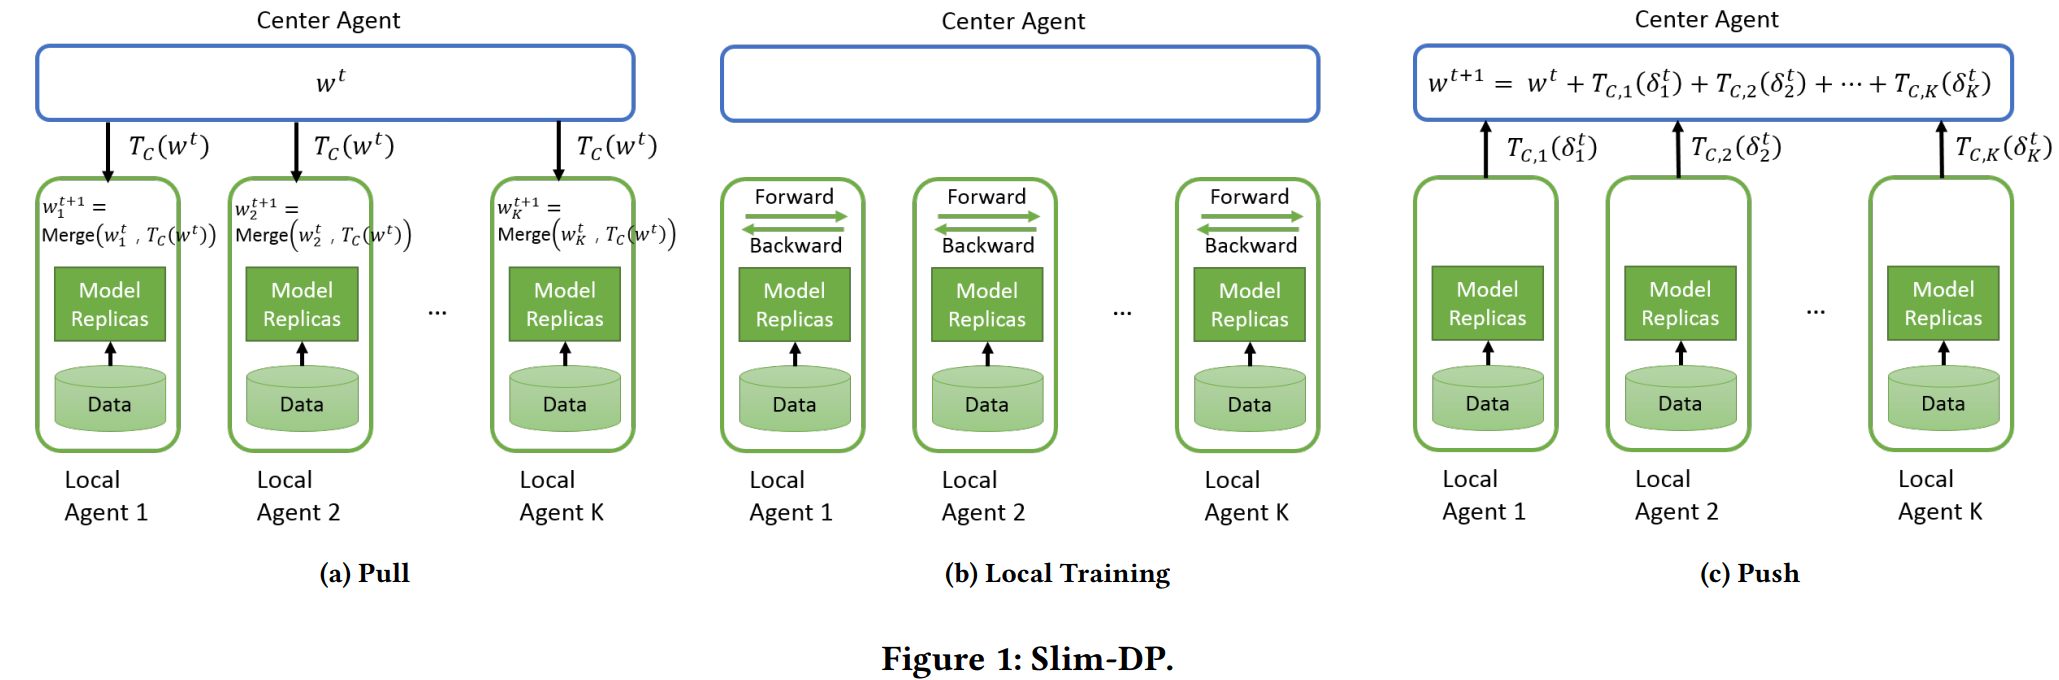 Center Agent
w^t
T_C(w^t)
T_C(w^t)
T_C(w^t)
w_1^{t+1} =
Merge(w_1^t , T_C(w^t))
w_2^{t+1} =
Merge(w_2^t , T_C(w^t))
w_K^{t+1} =
Merge(w_K^t , T_C(w^t))
Model
Replicas
Model
Replicas
...
Model
Replicas
Data
Data
Data
Local
Agent 1
Local
Agent 2
Local
Agent K
(a) Pull
Center Agent
Forward
Backward
Forward
Backward
Forward
Backward
Model
Replicas
Model
Replicas
...
Model
Replicas
Data
Data
Data
Local
Agent 1
Local
Agent 2
Local
Agent K
(b) Local Training
Center Agent
w^{t+1} = w^t + T_{C,1}(δ_1^t) + T_{C,2}(δ_2^t) + ⋯ + T_{C,K}(δ_K^t)
T_{C,1}(δ_1^t)
T_{C,2}(δ_2^t)
T_{C,K}(δ_K^t)
Model
Replicas
Model
Replicas
...
Model
Replicas
Data
Data
Data
Local
Agent 1
Local
Agent 2
Local
Agent K
(c) Push
Figure 1: Slim-DP.